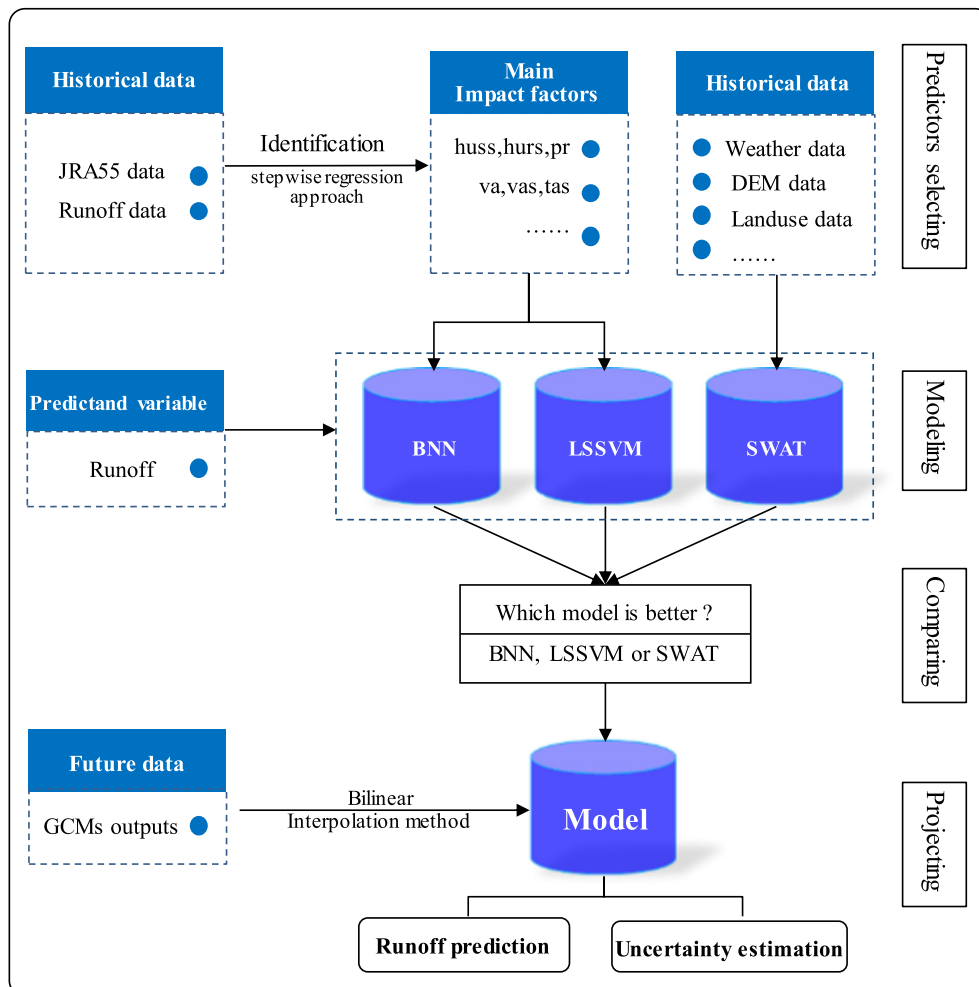 Historical data
JRA55 data
Runoff data
Identification
stepwise regression
approach
Main
Impact factors
huss,hurs,pr
va,vas,tas
……
Historical data
Weather data
DEM data
Landuse data
……
Predictors selecting
Predictand variable
Runoff
BNN
LSSVM
SWAT
Modeling
Which model is better ?
BNN, LSSVM or SWAT
Comparing
Future data
GCMs outputs
Bilinear
Interpolation method
Model
Projecting
Runoff prediction
Uncertainty estimation